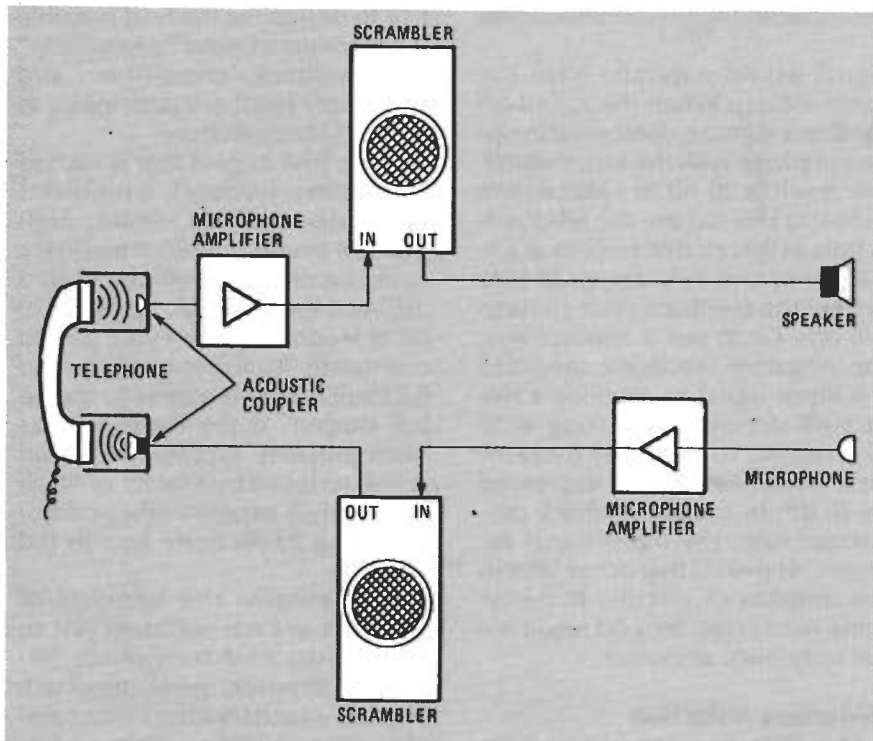 SCRAMBLER
MICROPHONE
AMPLIFIER
IN OUT
SPEAKER
TELEPHONE
ACOUSTIC
COUPLER
MICROPHONE
OUT IN
MICROPHONE
AMPLIFIER
SCRAMBLER